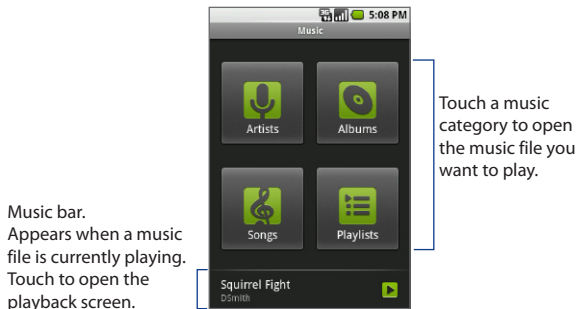 3G 5:08 PM
Music
Artists Albums
Songs Playlists
Squirrel Fight
DSmith
Touch a music
category to open
the music file you
want to play.
Music bar.
Appears when a music
file is currently playing.
Touch to open the
playback screen.